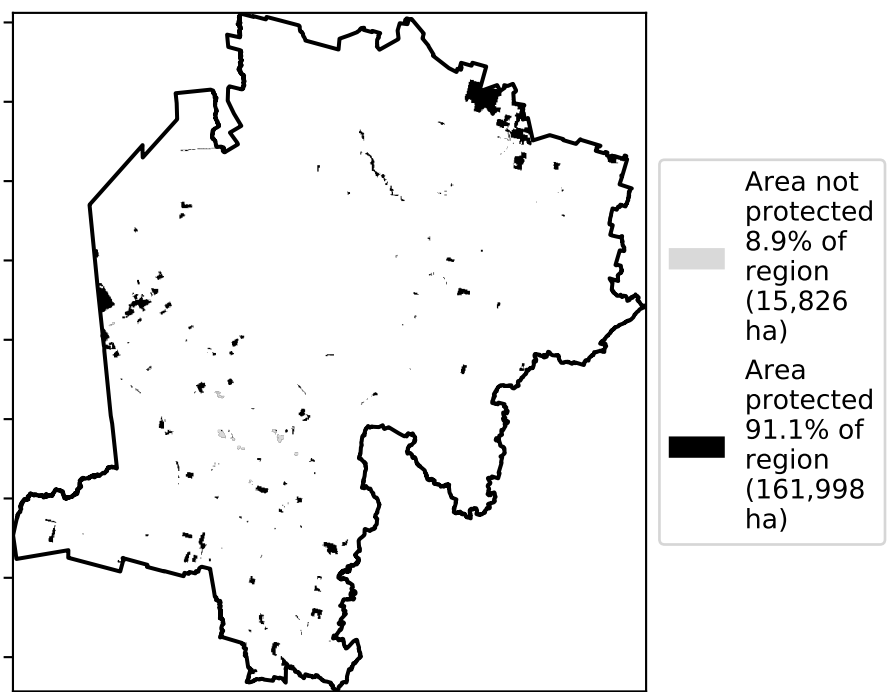 Area not
protected
8.9% of
region
(15,826
ha)
Area
protected
91.1% of
region
(161,998
ha)